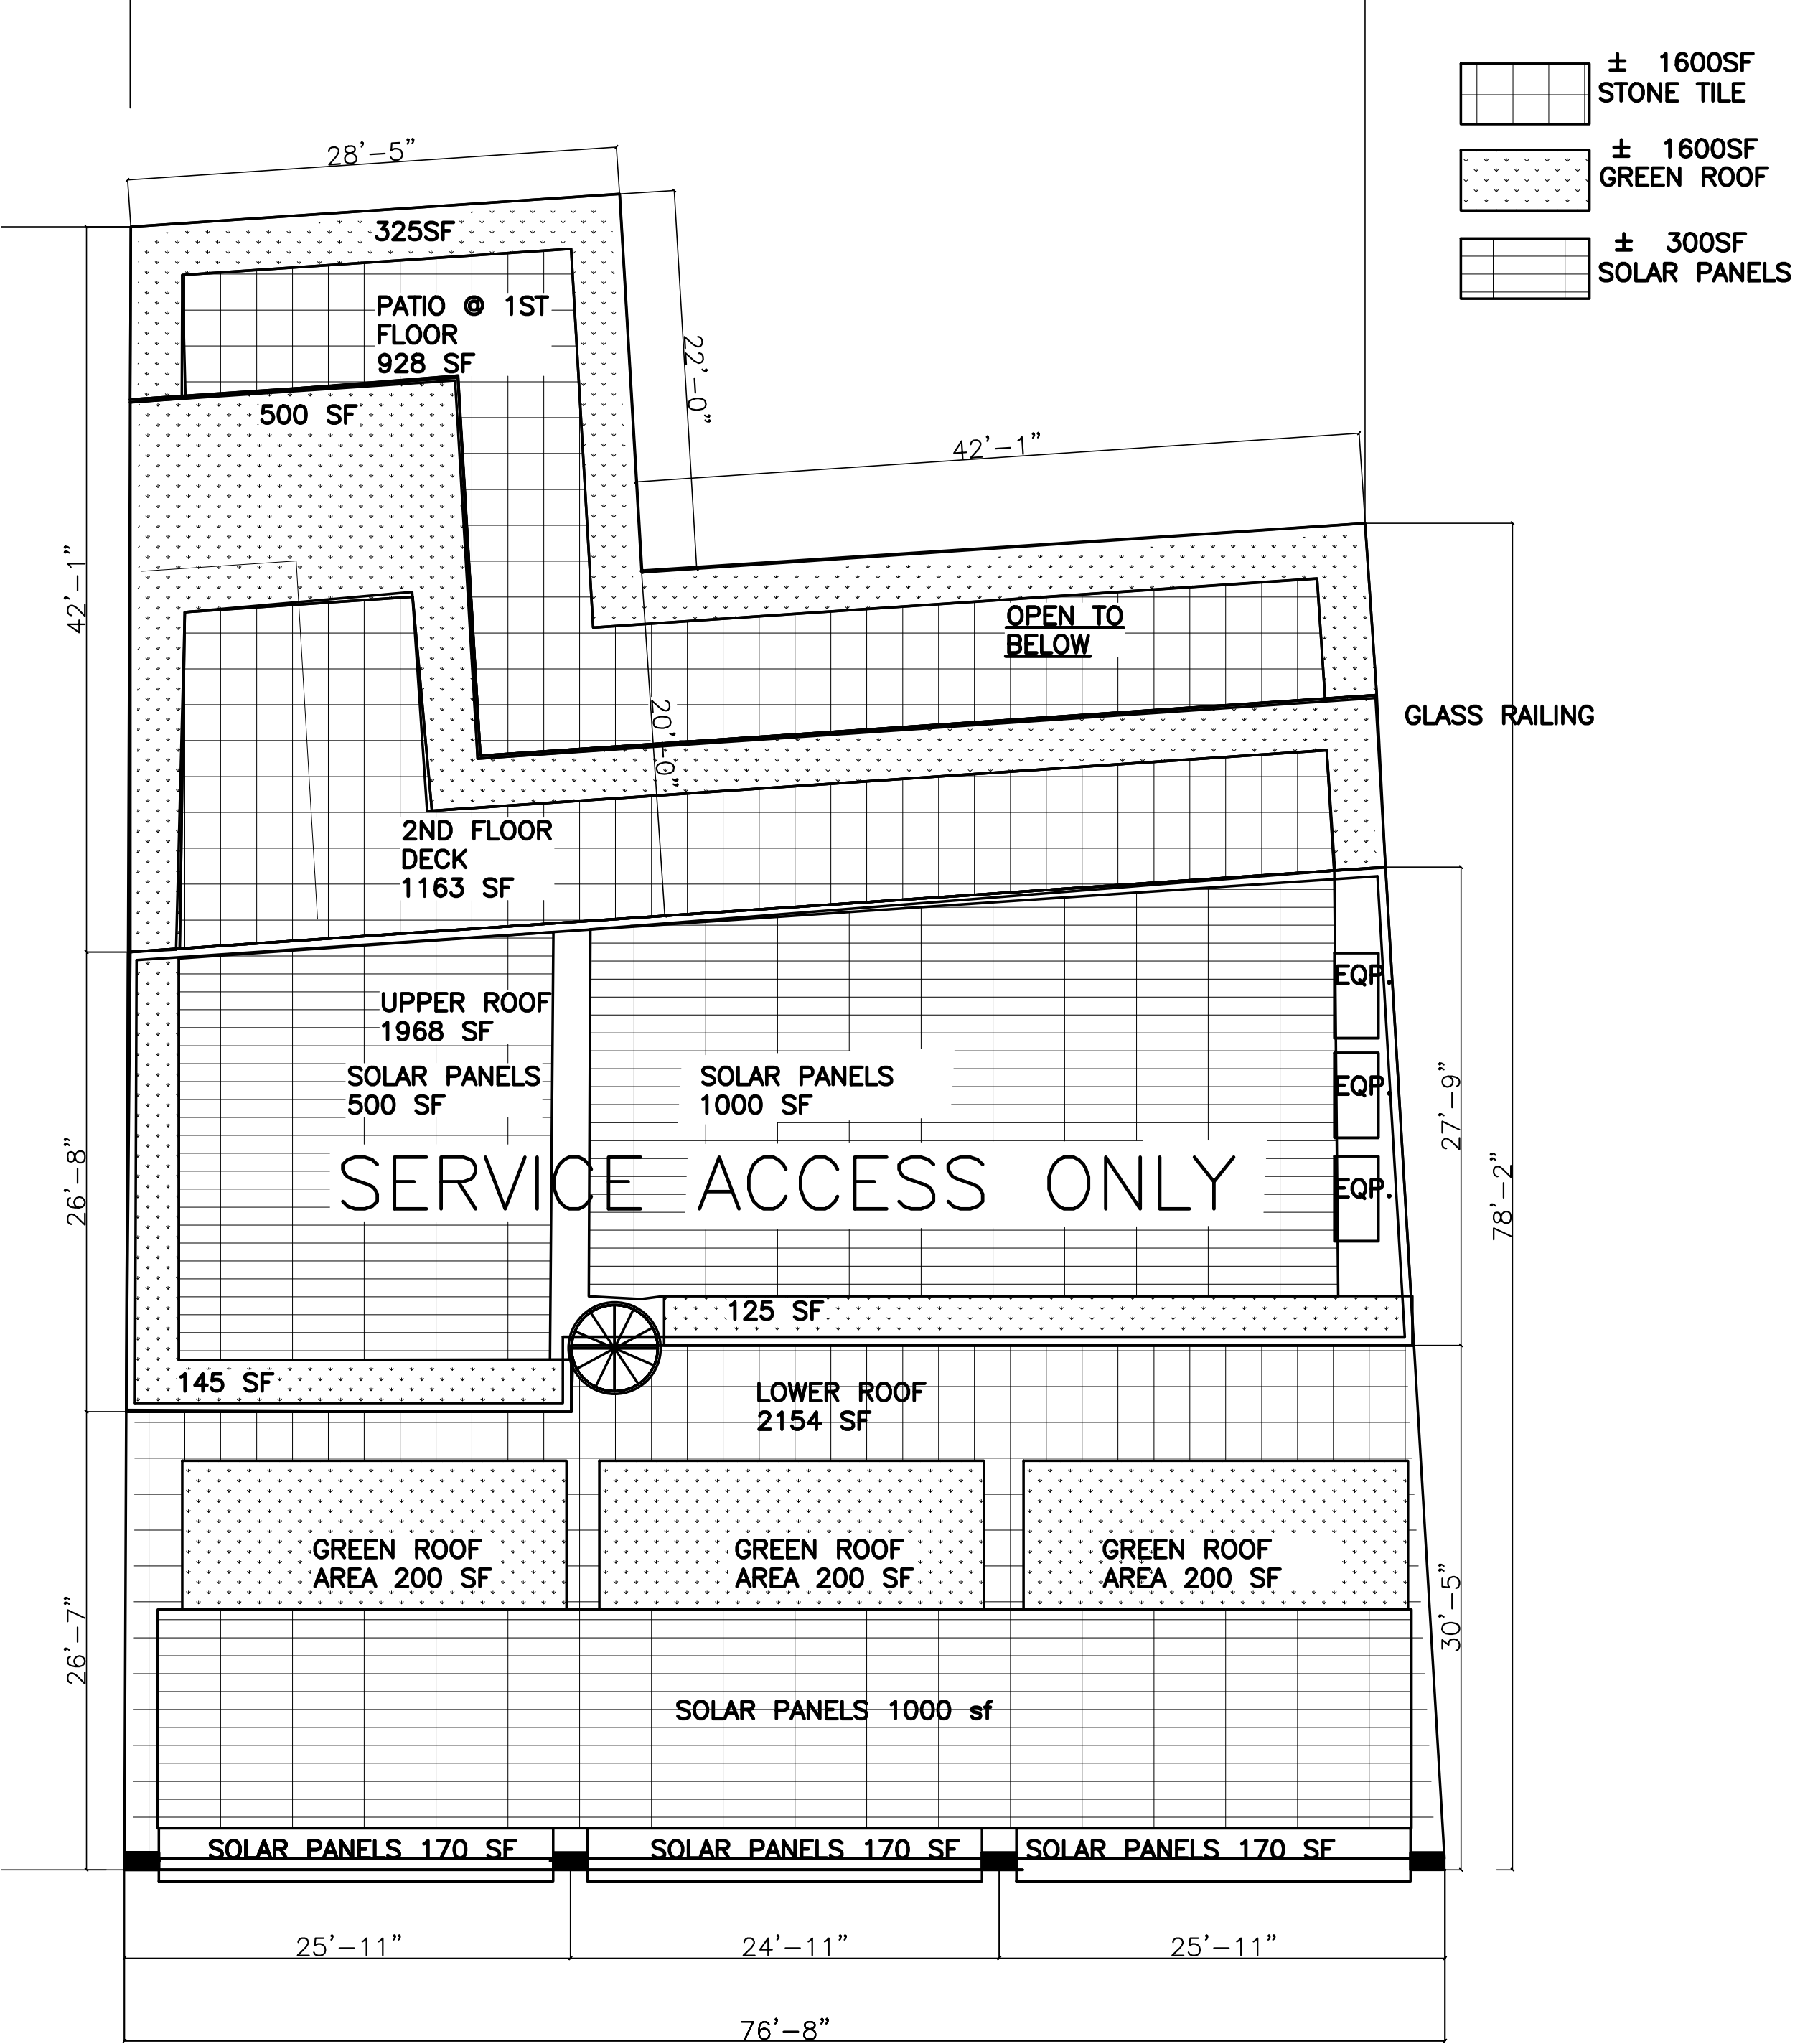 ± 1600SF
STONE TILE
± 1600SF
GREEN ROOF
± 300SF
SOLAR PANELS
28'-5"
325SF
PATIO @ 1ST
FLOOR
928 SF
22'-0"
500 SF
42'-1"
42'-1"
OPEN TO
BELOW
GLASS RAILING
20'-0"
2ND FLOOR
DECK
1163 SF
EQP.
UPPER ROOF
1968 SF
SOLAR PANELS
500 SF
SOLAR PANELS
1000 SF
EQP.
27'-9"
SERVICE ACCESS ONLY
EQP.
26'-8"
78'-2"
125 SF
145 SF
LOWER ROOF
2154 SF
GREEN ROOF
AREA 200 SF
GREEN ROOF
AREA 200 SF
GREEN ROOF
AREA 200 SF
26'-7"
30'-5"
SOLAR PANELS 1000 sf
SOLAR PANELS 170 SF
SOLAR PANELS 170 SF
SOLAR PANELS 170 SF
25'-11"
24'-11"
25'-11"
76'-8"